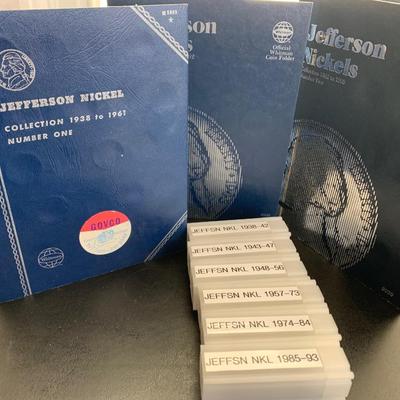 JEFFERSON NICKEL
COLLECTION 1938 to 1961
NUMBER ONE
GOVCO
Whitman
Official
Whitman
Coin Folder
Jefferson
Nickels
JEFFSN NKL 1938-42
JEFFSN NKL 1943-47
JEFFSN NKL 1948-56
JEFFSN NKL 1957-73
JEFFSN NKL 1974-84
JEFFSN NKL 1985-93